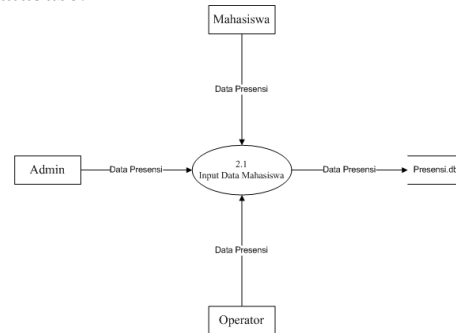 Mahasiswa
Data Presensi
Admin
Data Presensi
2.1
Input Data Mahasiswa
Data Presensi
Presensi.db
Data Presensi
Operator